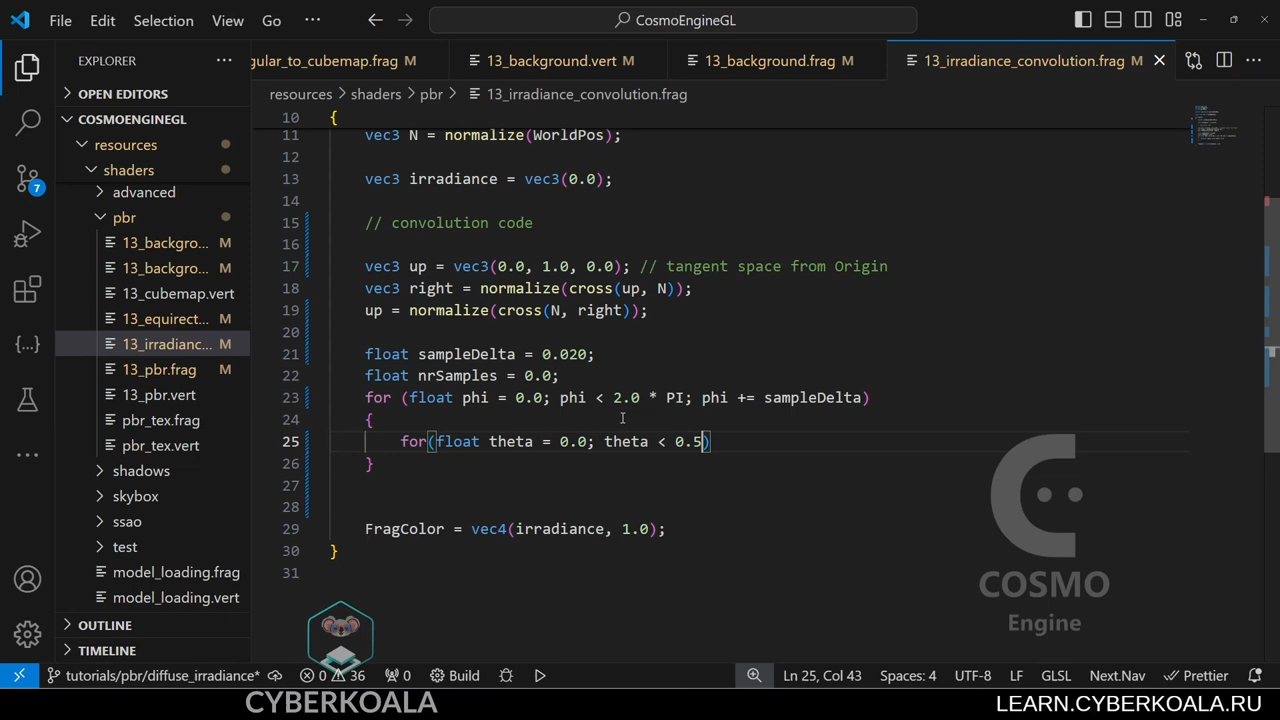 File Edit Selection View Go ··· CosmoEngineGL
EXPLORER ···
gular_to_cubemap.frag M
13_background.vert M
13_background.frag M
13_irradiance_convolution.frag M
resources > shaders > pbr > 13_irradiance_convolution.frag
OPEN EDITORS
COSMOENGINEGL
resources
shaders
advanced
pbr
13_backgro... M
13_backgro... M
13_cubemap.vert
13_equirect... M
13_irradianc... M
13_pbr.frag M
13_pbr.vert
pbr_tex.frag
pbr_tex.vert
shadows
skybox
ssao
test
model_loading.frag
model_loading.vert
OUTLINE
TIMELINE
7
10 {
11 vec3 N = normalize(WorldPos);
12
13 vec3 irradiance = vec3(0.0);
14
15 // convolution code
16
17 vec3 up = vec3(0.0, 1.0, 0.0); // tangent space from Origin
18 vec3 right = normalize(cross(up, N));
19 up = normalize(cross(N, right));
20
21 float sampleDelta = 0.020;
22 float nrSamples = 0.0;
23 for (float phi = 0.0; phi < 2.0 * PI; phi += sampleDelta)
24 {
25 for(float theta = 0.0; theta < 0.5)
26 }
27
28
29 FragColor = vec4(irradiance, 1.0);
30 }
31
COSMO
Engine
tutorials/pbr/diffuse_irradiance* 0 36 0 Build Ln 25, Col 43 Spaces: 4 UTF-8 LF GLSL Next.Nav Prettier
CYBERKOALA
LEARN.CYBERKOALA.RU